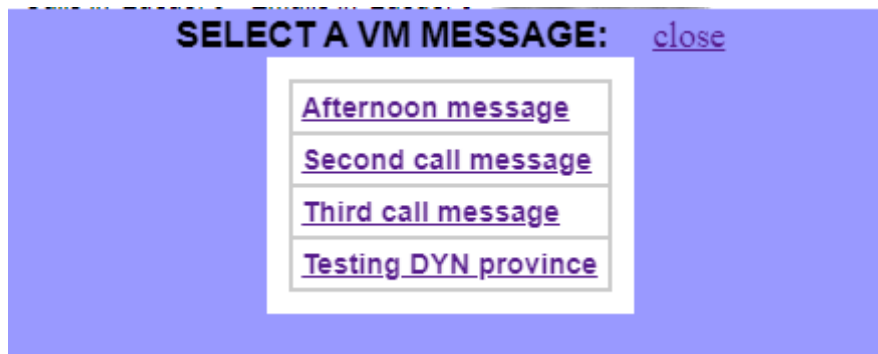 SELECT A VM MESSAGE: close
Afternoon message
Second call message
Third call message
Testing DYN province